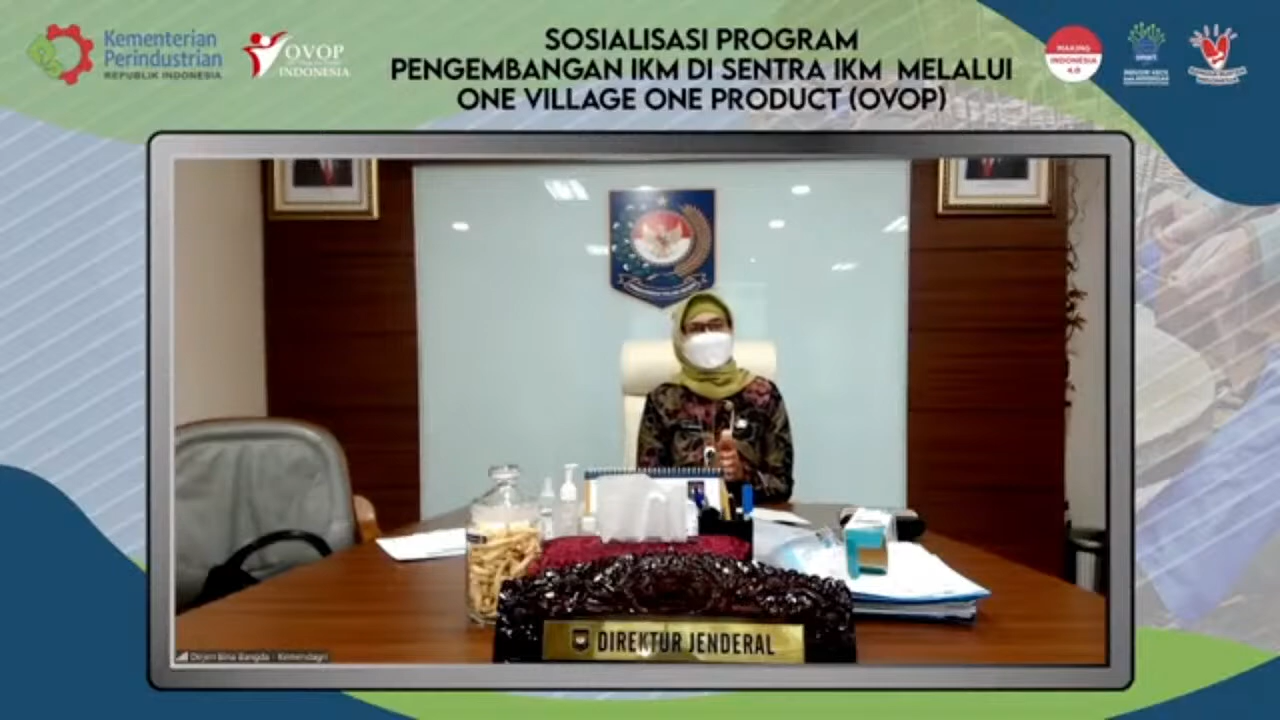 Kementerian
Perindustrian
REPUBLIK INDONESIA
OVOP
INDONESIA
SOSIALISASI PROGRAM
PENGEMBANGAN IKM DI SENTRA IKM MELALUI
ONE VILLAGE ONE PRODUCT (OVOP)
MAKING
INDONESIA
4.0
DIREKTUR JENDERAL
Dirjen Bina Bangda - Kemendagri